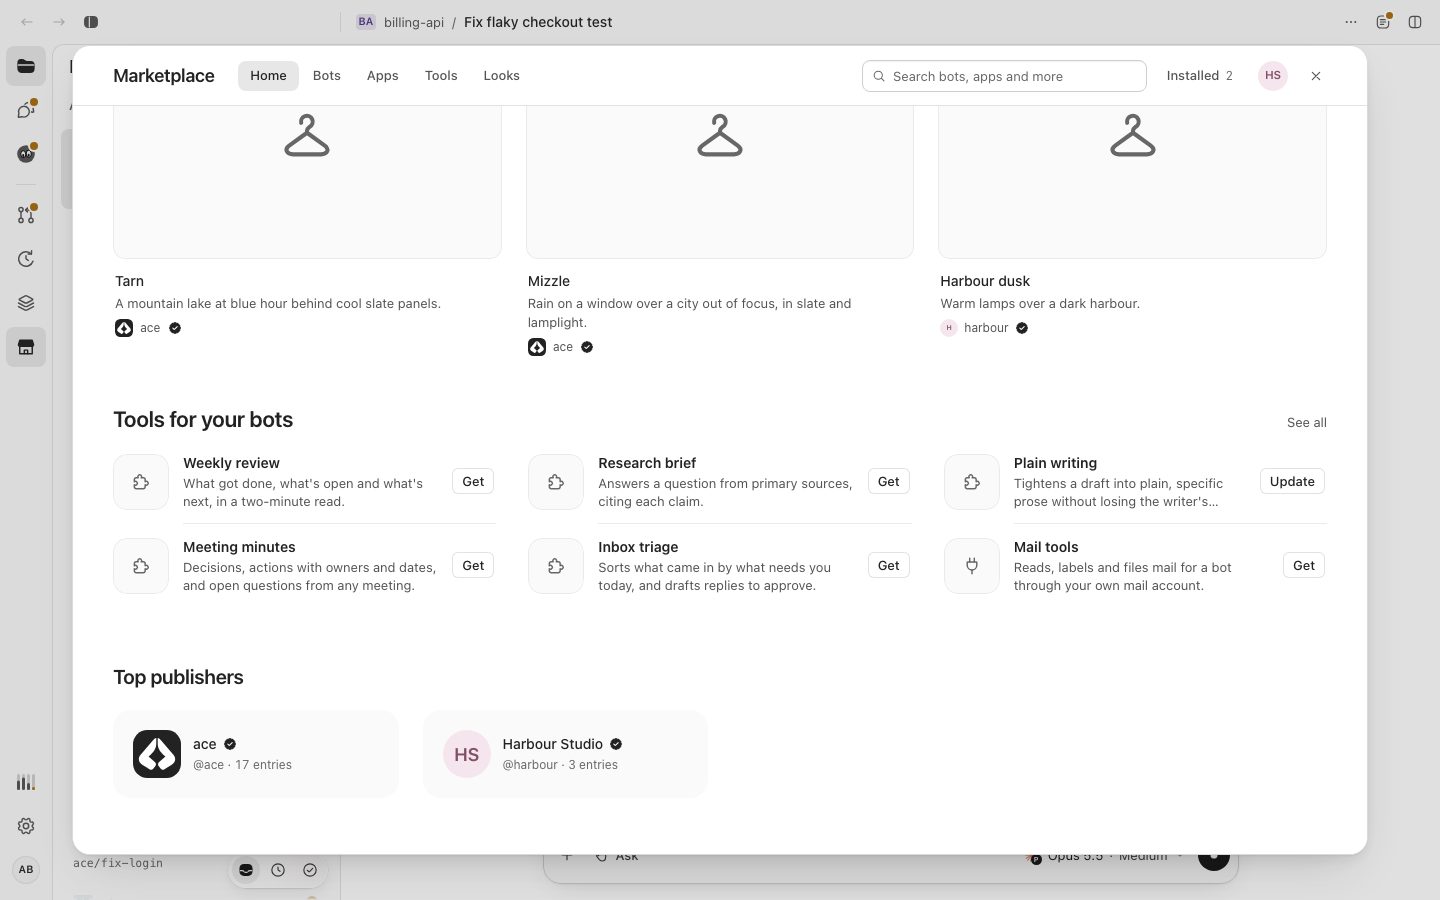 BA billing-api / Fix flaky checkout test
Marketplace
Home
Bots
Apps
Tools
Looks
Search bots, apps and more
Installed 2
HS
Tarn
A mountain lake at blue hour behind cool slate panels.
ace
Mizzle
Rain on a window over a city out of focus, in slate and
lamplight.
ace
Harbour dusk
Warm lamps over a dark harbour.
H harbour
Tools for your bots
See all
Weekly review
What got done, what's open and what's
next, in a two-minute read.
Get
Research brief
Answers a question from primary sources,
citing each claim.
Get
Plain writing
Tightens a draft into plain, specific
prose without losing the writer's...
Update
Meeting minutes
Decisions, actions with owners and dates,
and open questions from any meeting.
Get
Inbox triage
Sorts what came in by what needs you
today, and drafts replies to approve.
Get
Mail tools
Reads, labels and files mail for a bot
through your own mail account.
Get
Top publishers
ace
@ace · 17 entries
HS
Harbour Studio
@harbour · 3 entries
AB
ace/fix-login
Ask
Opus 5.5 · Medium